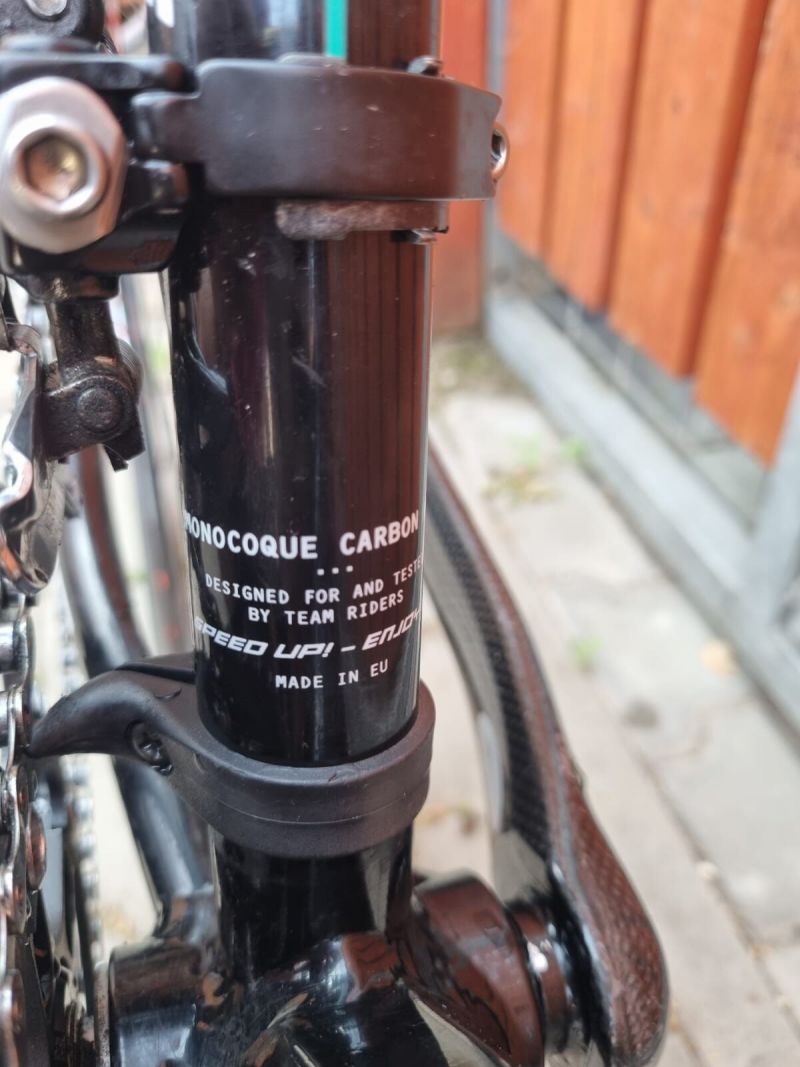 MONOCOQUE CARBON
DESIGNED FOR AND TESTE
BY TEAM RIDERS
SPEED UP! - ENJOY
MADE IN EU